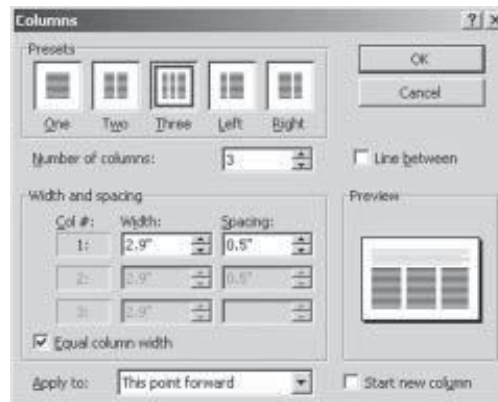 Columns
Presets
OK
Cancel
One Two Three Left Right
Number of columns: 3
Line between
Width and spacing
Preview
Col #: Width: Spacing:
1: 2.9" 0.5"
2: 2.9" 0.5"
3: 2.9"
Equal column width
Apply to: This point forward
Start new column